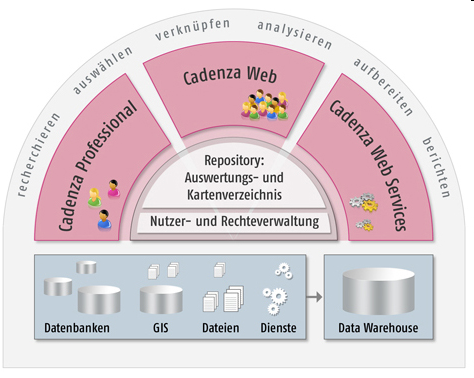 recherchieren auswählen verknüpfen analysieren aufbereiten berichten
Cadenza Professional
Cadenza Web
Cadenza Web Services
Repository:
Auswertungs- und
Kartenverzeichnis
Nutzer- und Rechteverwaltung
Datenbanken GIS Dateien Dienste Data Warehouse